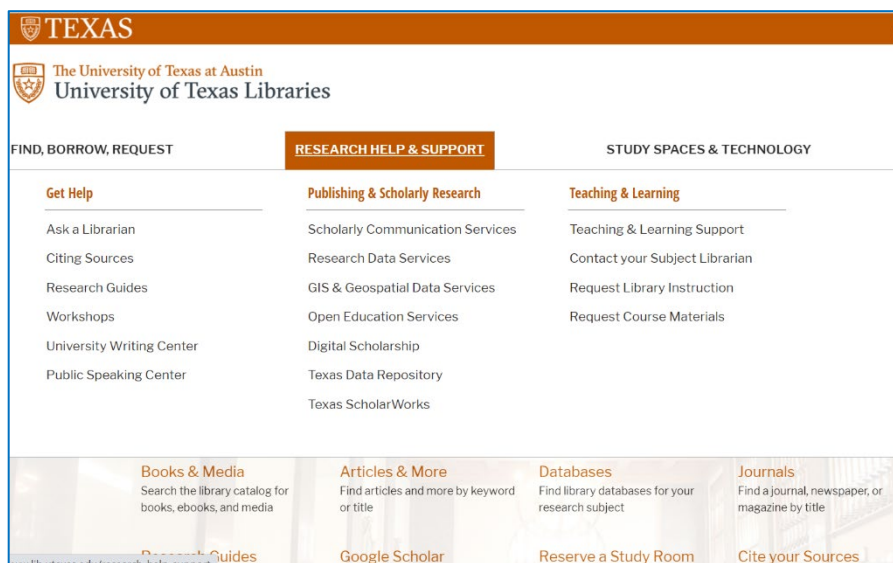 TEXAS
The University of Texas at Austin
University of Texas Libraries
FIND, BORROW, REQUEST
RESEARCH HELP & SUPPORT
STUDY SPACES & TECHNOLOGY
Get Help
Ask a Librarian
Citing Sources
Research Guides
Workshops
University Writing Center
Public Speaking Center
Publishing & Scholarly Research
Scholarly Communication Services
Research Data Services
GIS & Geospatial Data Services
Open Education Services
Digital Scholarship
Texas Data Repository
Texas ScholarWorks
Teaching & Learning
Teaching & Learning Support
Contact your Subject Librarian
Request Library Instruction
Request Course Materials
Books & Media
Search the library catalog for
books, ebooks, and media
Articles & More
Find articles and more by keyword
or title
Databases
Find library databases for your
research subject
Journals
Find a journal, newspaper, or
magazine by title
Guides
Google Scholar
Reserve a Study Room
Cite your Sources